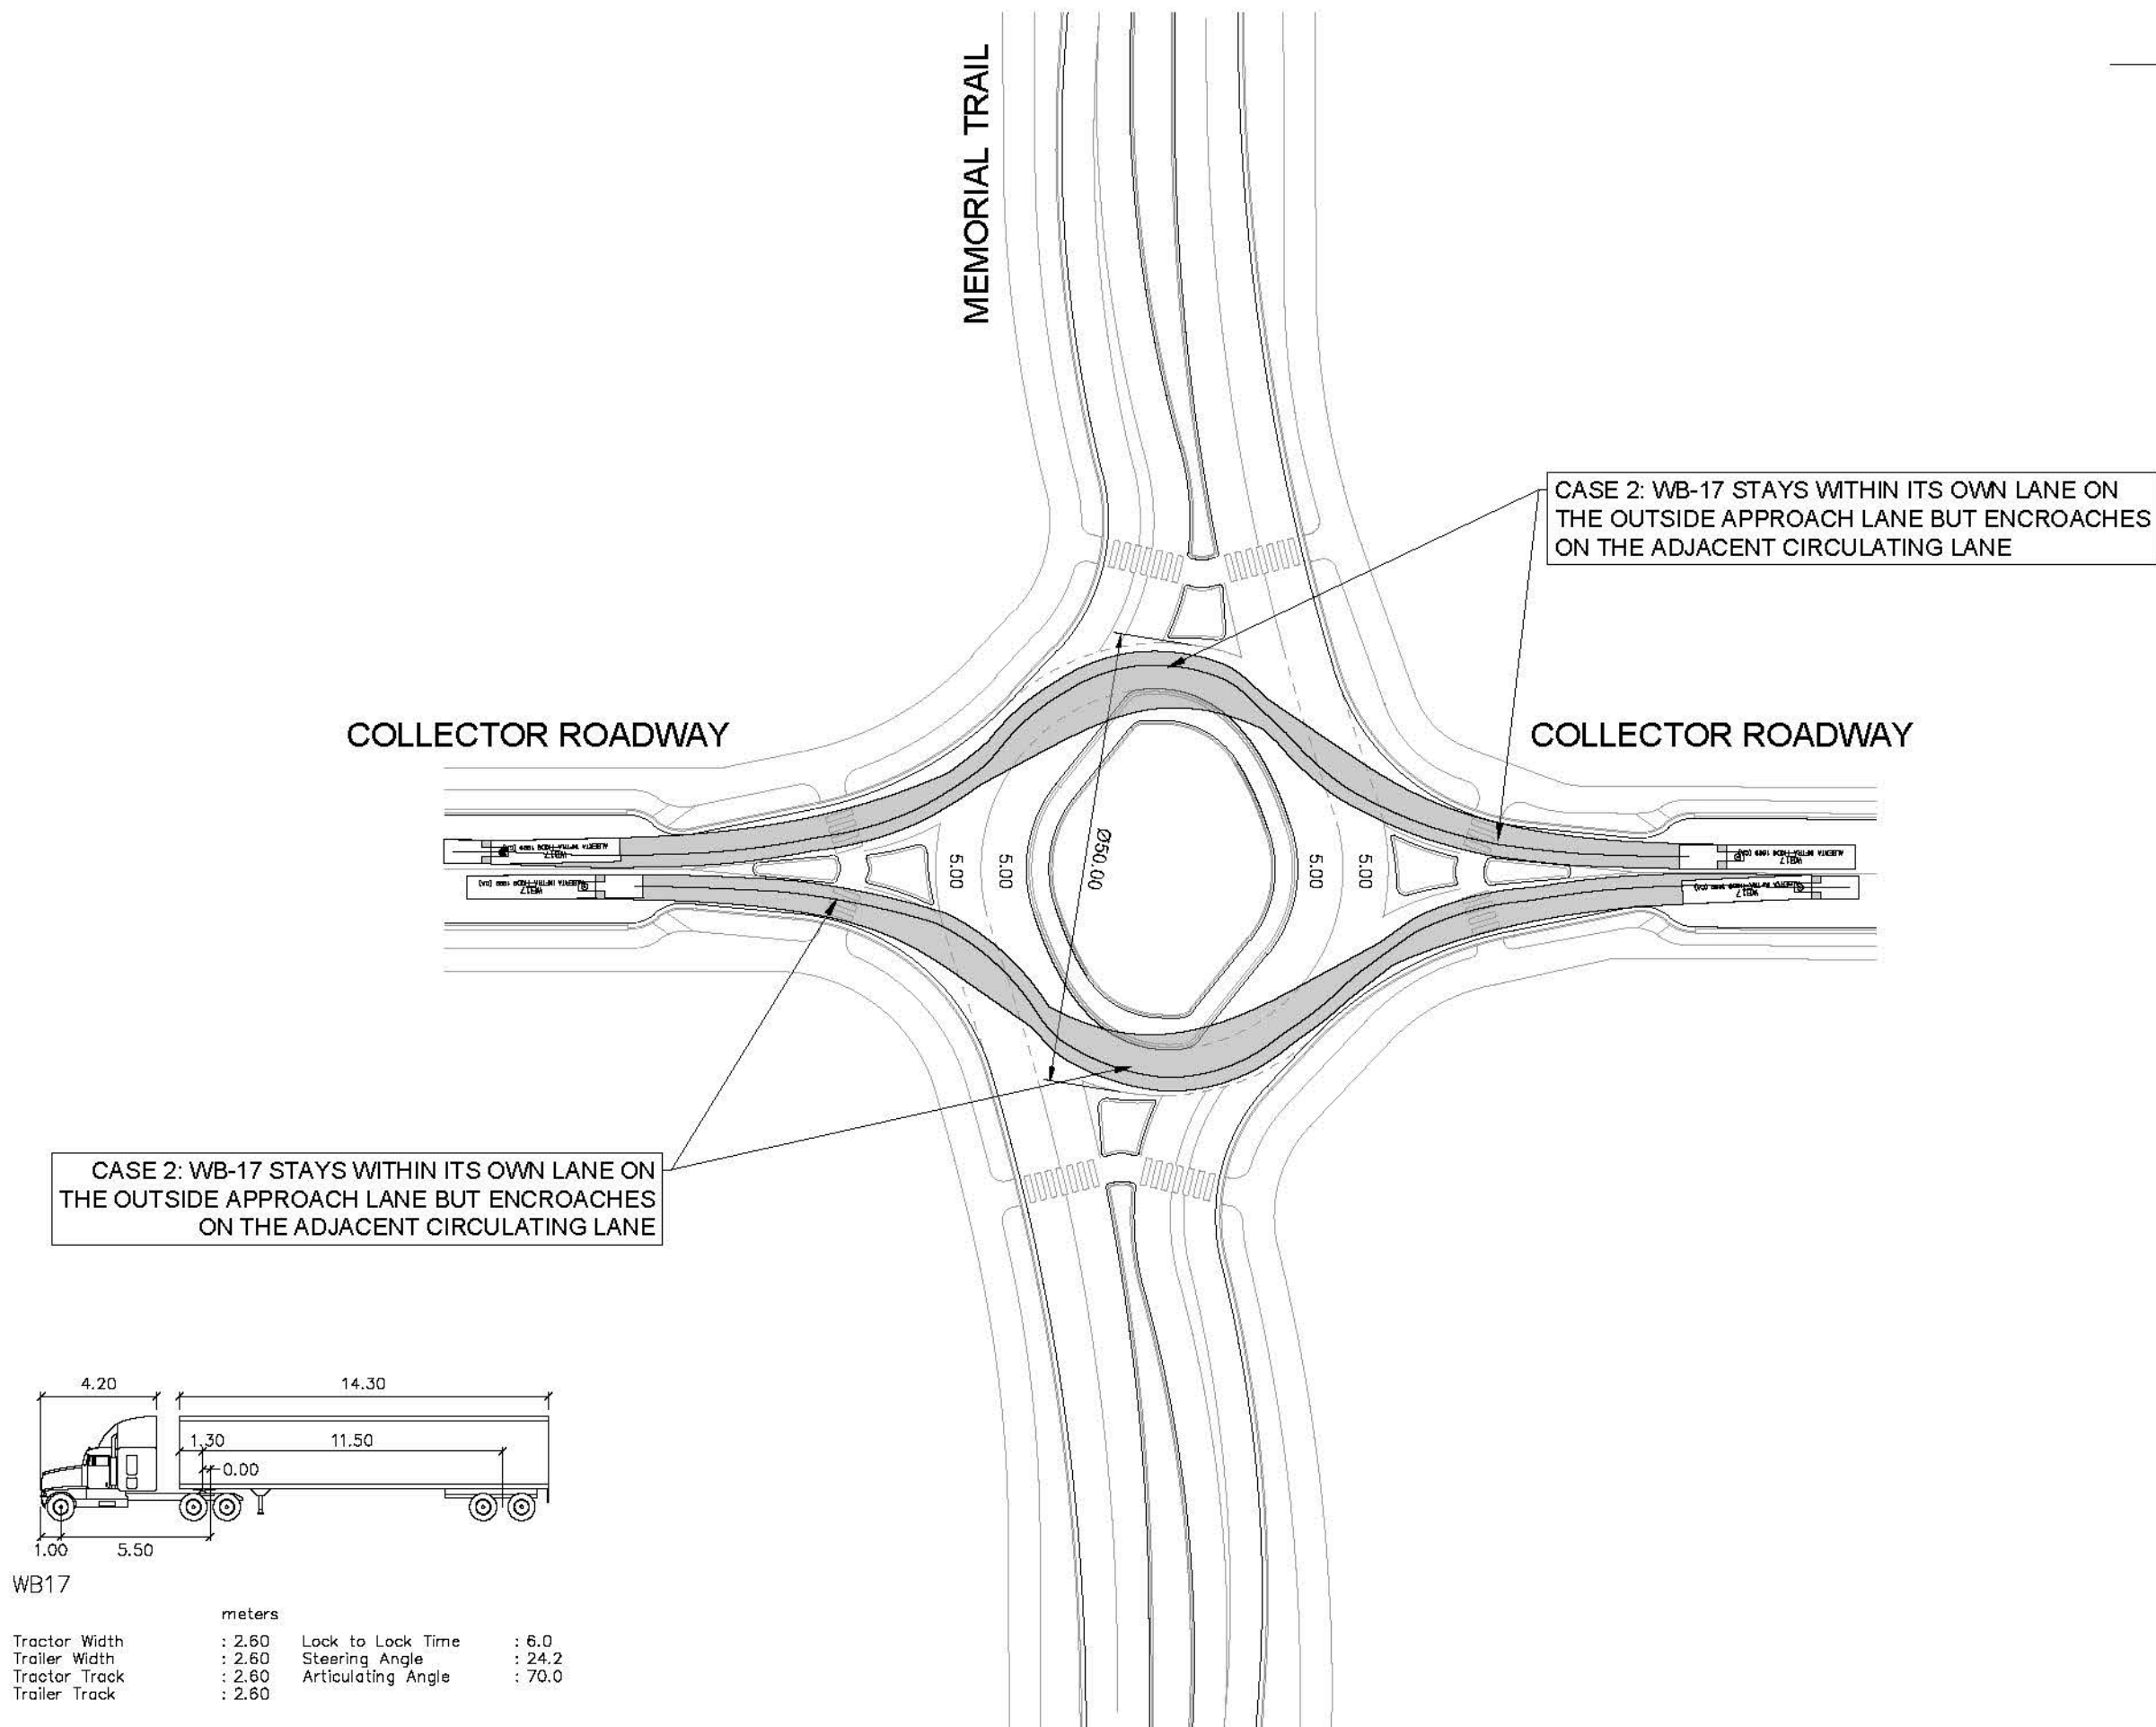 MEMORIAL TRAIL
CASE 2: WB-17 STAYS WITHIN ITS OWN LANE ON
THE OUTSIDE APPROACH LANE BUT ENCROACHES
ON THE ADJACENT CIRCULATING LANE
COLLECTOR ROADWAY
COLLECTOR ROADWAY
5.00
5.00
Ø50.00
5.00
5.00
WB17
WB17
WB17
WB17
CASE 2: WB-17 STAYS WITHIN ITS OWN LANE ON
THE OUTSIDE APPROACH LANE BUT ENCROACHES
ON THE ADJACENT CIRCULATING LANE
4.20
14.30
1.30
11.50
0.00
1.00
5.50
WB17
meters
Tractor Width : 2.60 Lock to Lock Time : 6.0
Trailer Width : 2.60 Steering Angle : 24.2
Tractor Track : 2.60 Articulating Angle : 70.0
Trailer Track : 2.60